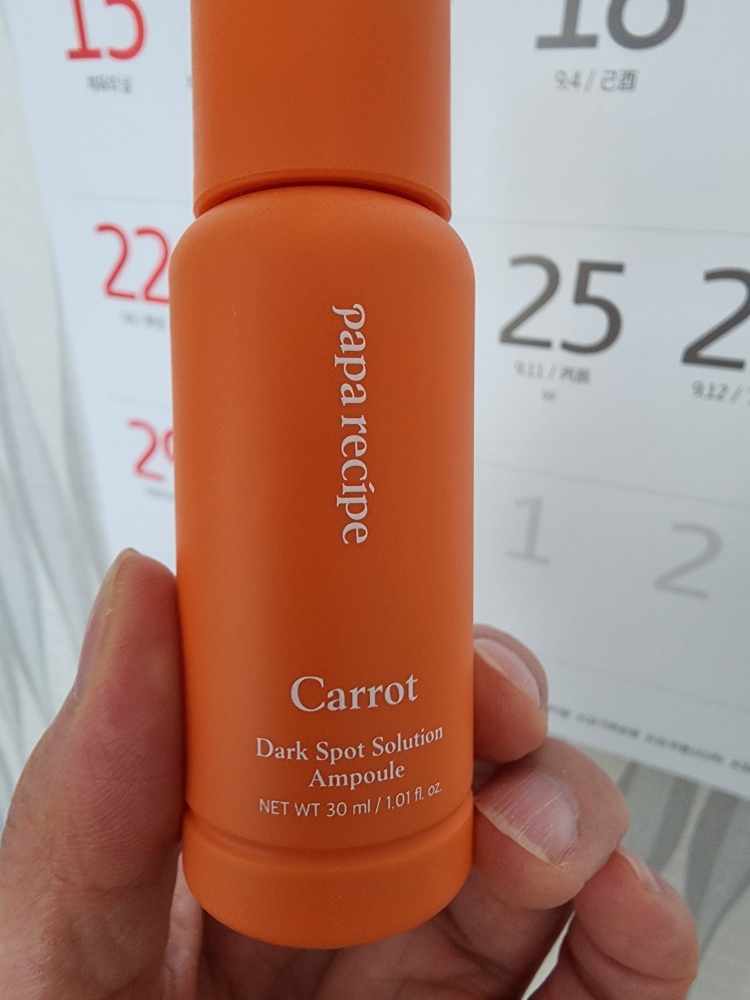 15
22
9.4 / 己酉
25
9.11 / 丙辰
2
9.12 /
1
2
papa recipe
Carrot
Dark Spot Solution
Ampoule
NET WT 30 ml / 1.01 fl. oz.